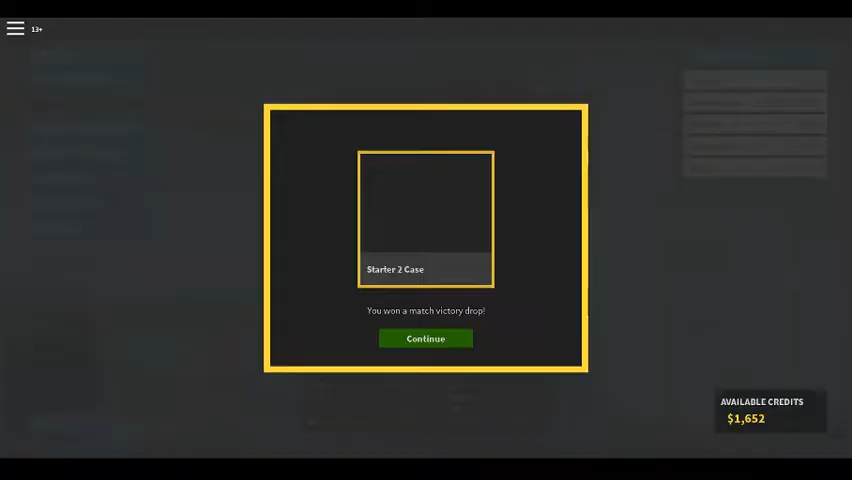 13+
Starter 2 Case
You won a match victory drop!
Continue
AVAILABLE CREDITS
$1,652